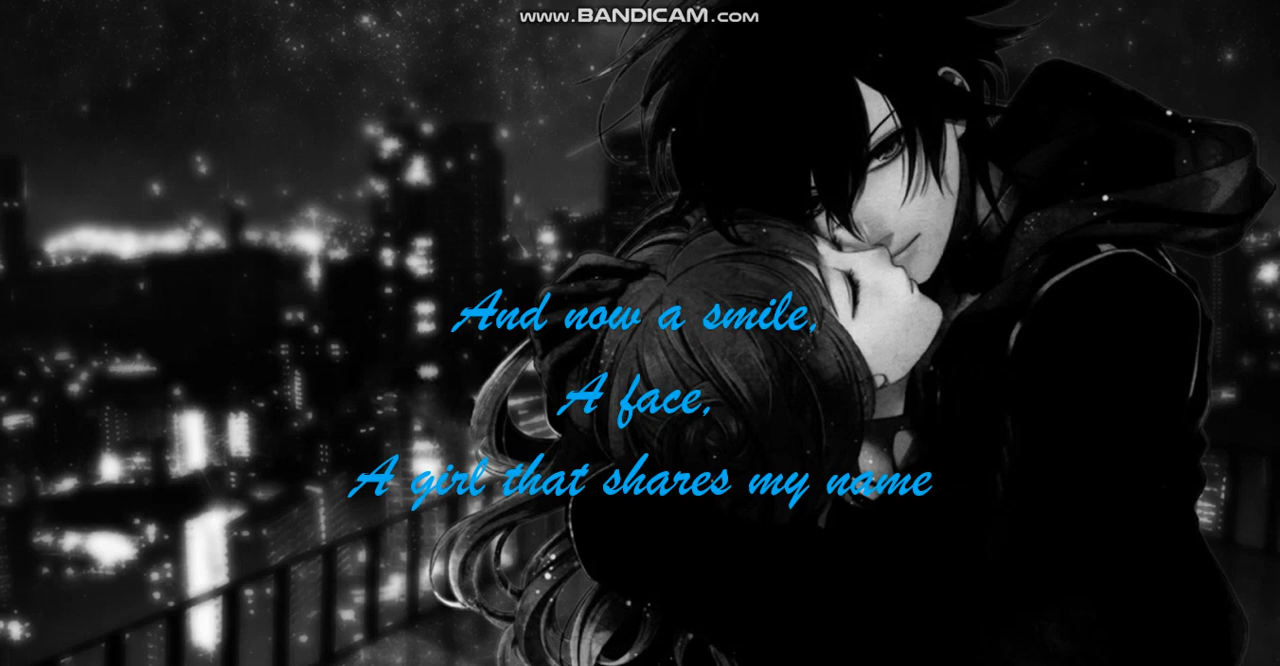 www.BANDICAM.com
And now a smile,
A face,
A girl that shares my name